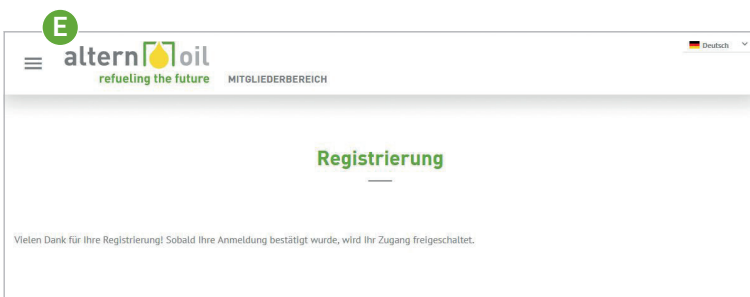 E
Deutsch
altern oil
refueling the future MITGLIEDERBEREICH
Registrierung
Vielen Dank für Ihre Registrierung! Sobald Ihre Anmeldung bestätigt wurde, wird Ihr Zugang freigeschaltet.